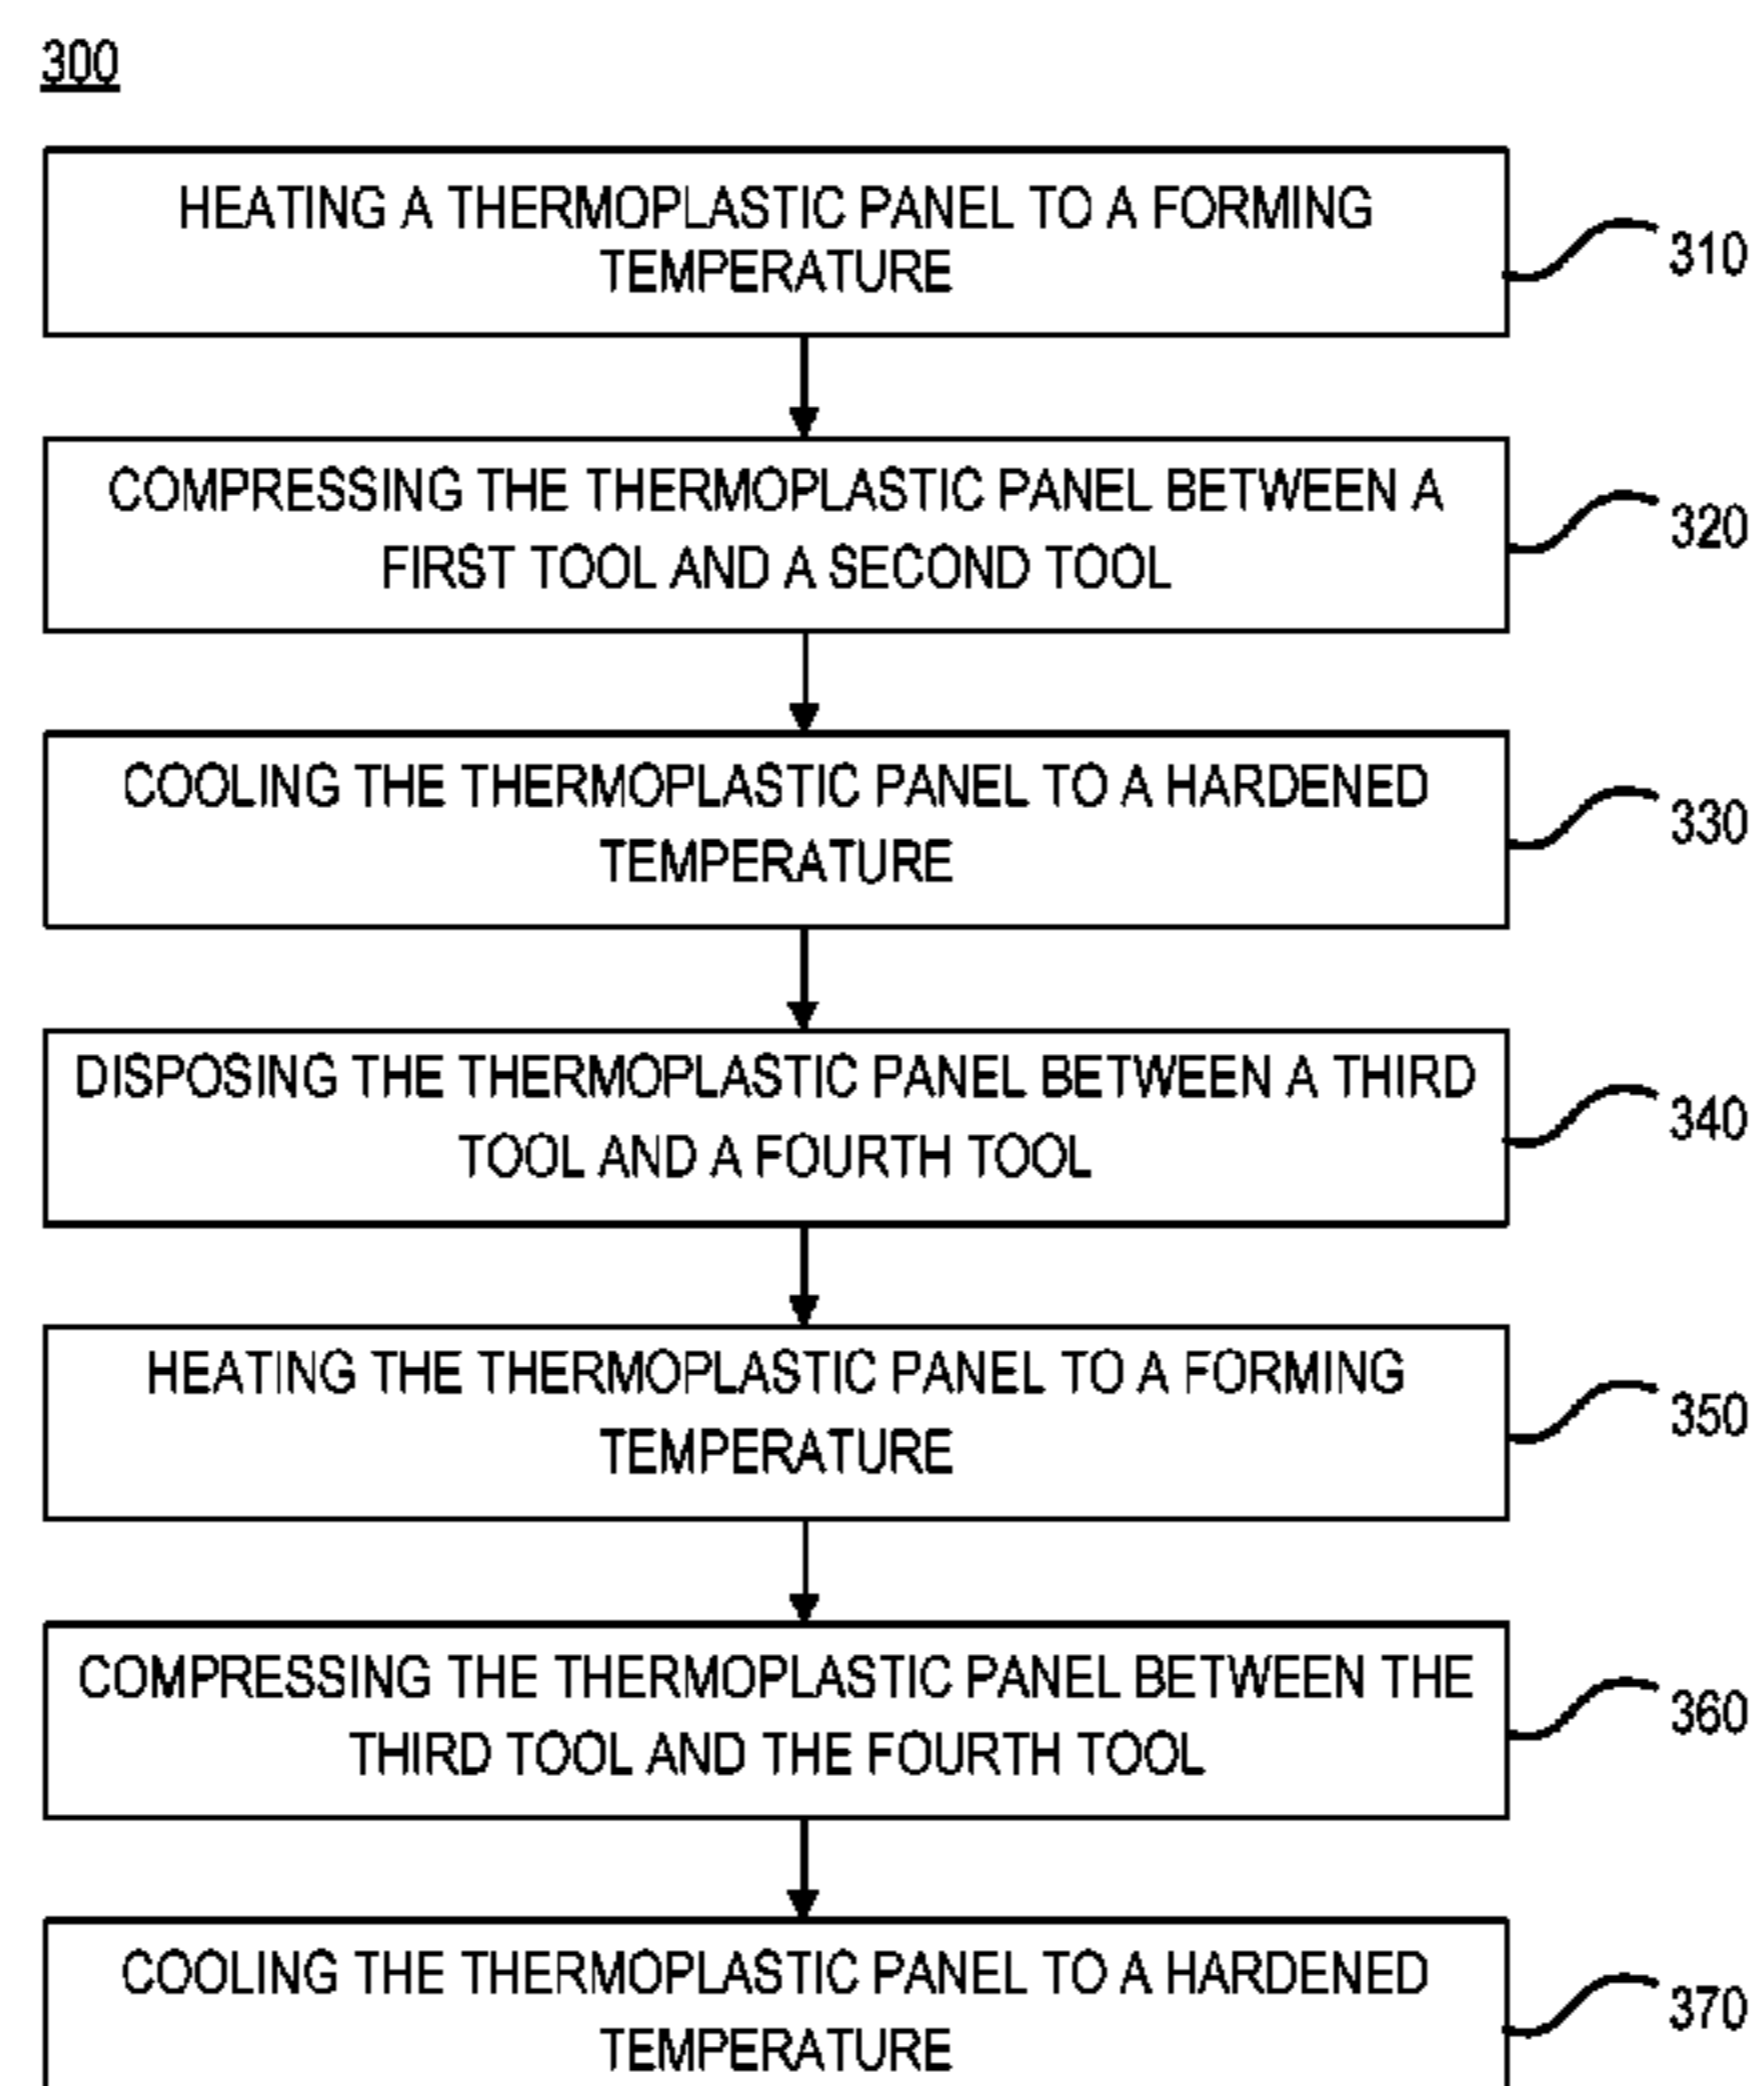 300
HEATING A THERMOPLASTIC PANEL TO A FORMING
TEMPERATURE
310
COMPRESSING THE THERMOPLASTIC PANEL BETWEEN A
FIRST TOOL AND A SECOND TOOL
320
COOLING THE THERMOPLASTIC PANEL TO A HARDENED
TEMPERATURE
330
DISPOSING THE THERMOPLASTIC PANEL BETWEEN A THIRD
TOOL AND A FOURTH TOOL
340
HEATING THE THERMOPLASTIC PANEL TO A FORMING
TEMPERATURE
350
COMPRESSING THE THERMOPLASTIC PANEL BETWEEN THE
THIRD TOOL AND THE FOURTH TOOL
360
COOLING THE THERMOPLASTIC PANEL TO A HARDENED
TEMPERATURE
370